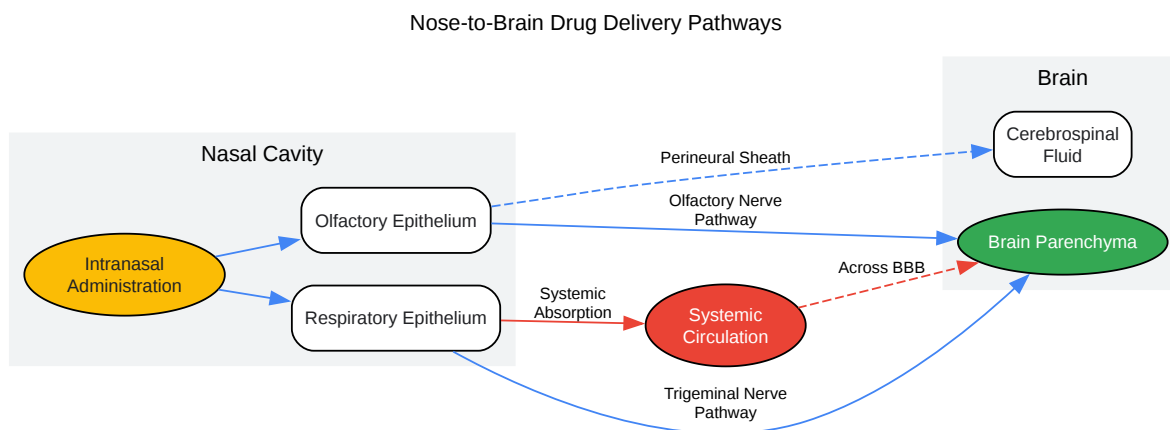 Nose-to-Brain Drug Delivery Pathways
Brain
Cerebrospinal
Fluid
Nasal Cavity
Perineural Sheath
Olfactory Epithelium
Olfactory Nerve
Pathway
Brain Parenchyma
Intranasal
Administration
Across BBB
Respiratory Epithelium
Systemic
Absorption
Systemic
Circulation
Trigeminal Nerve
Pathway